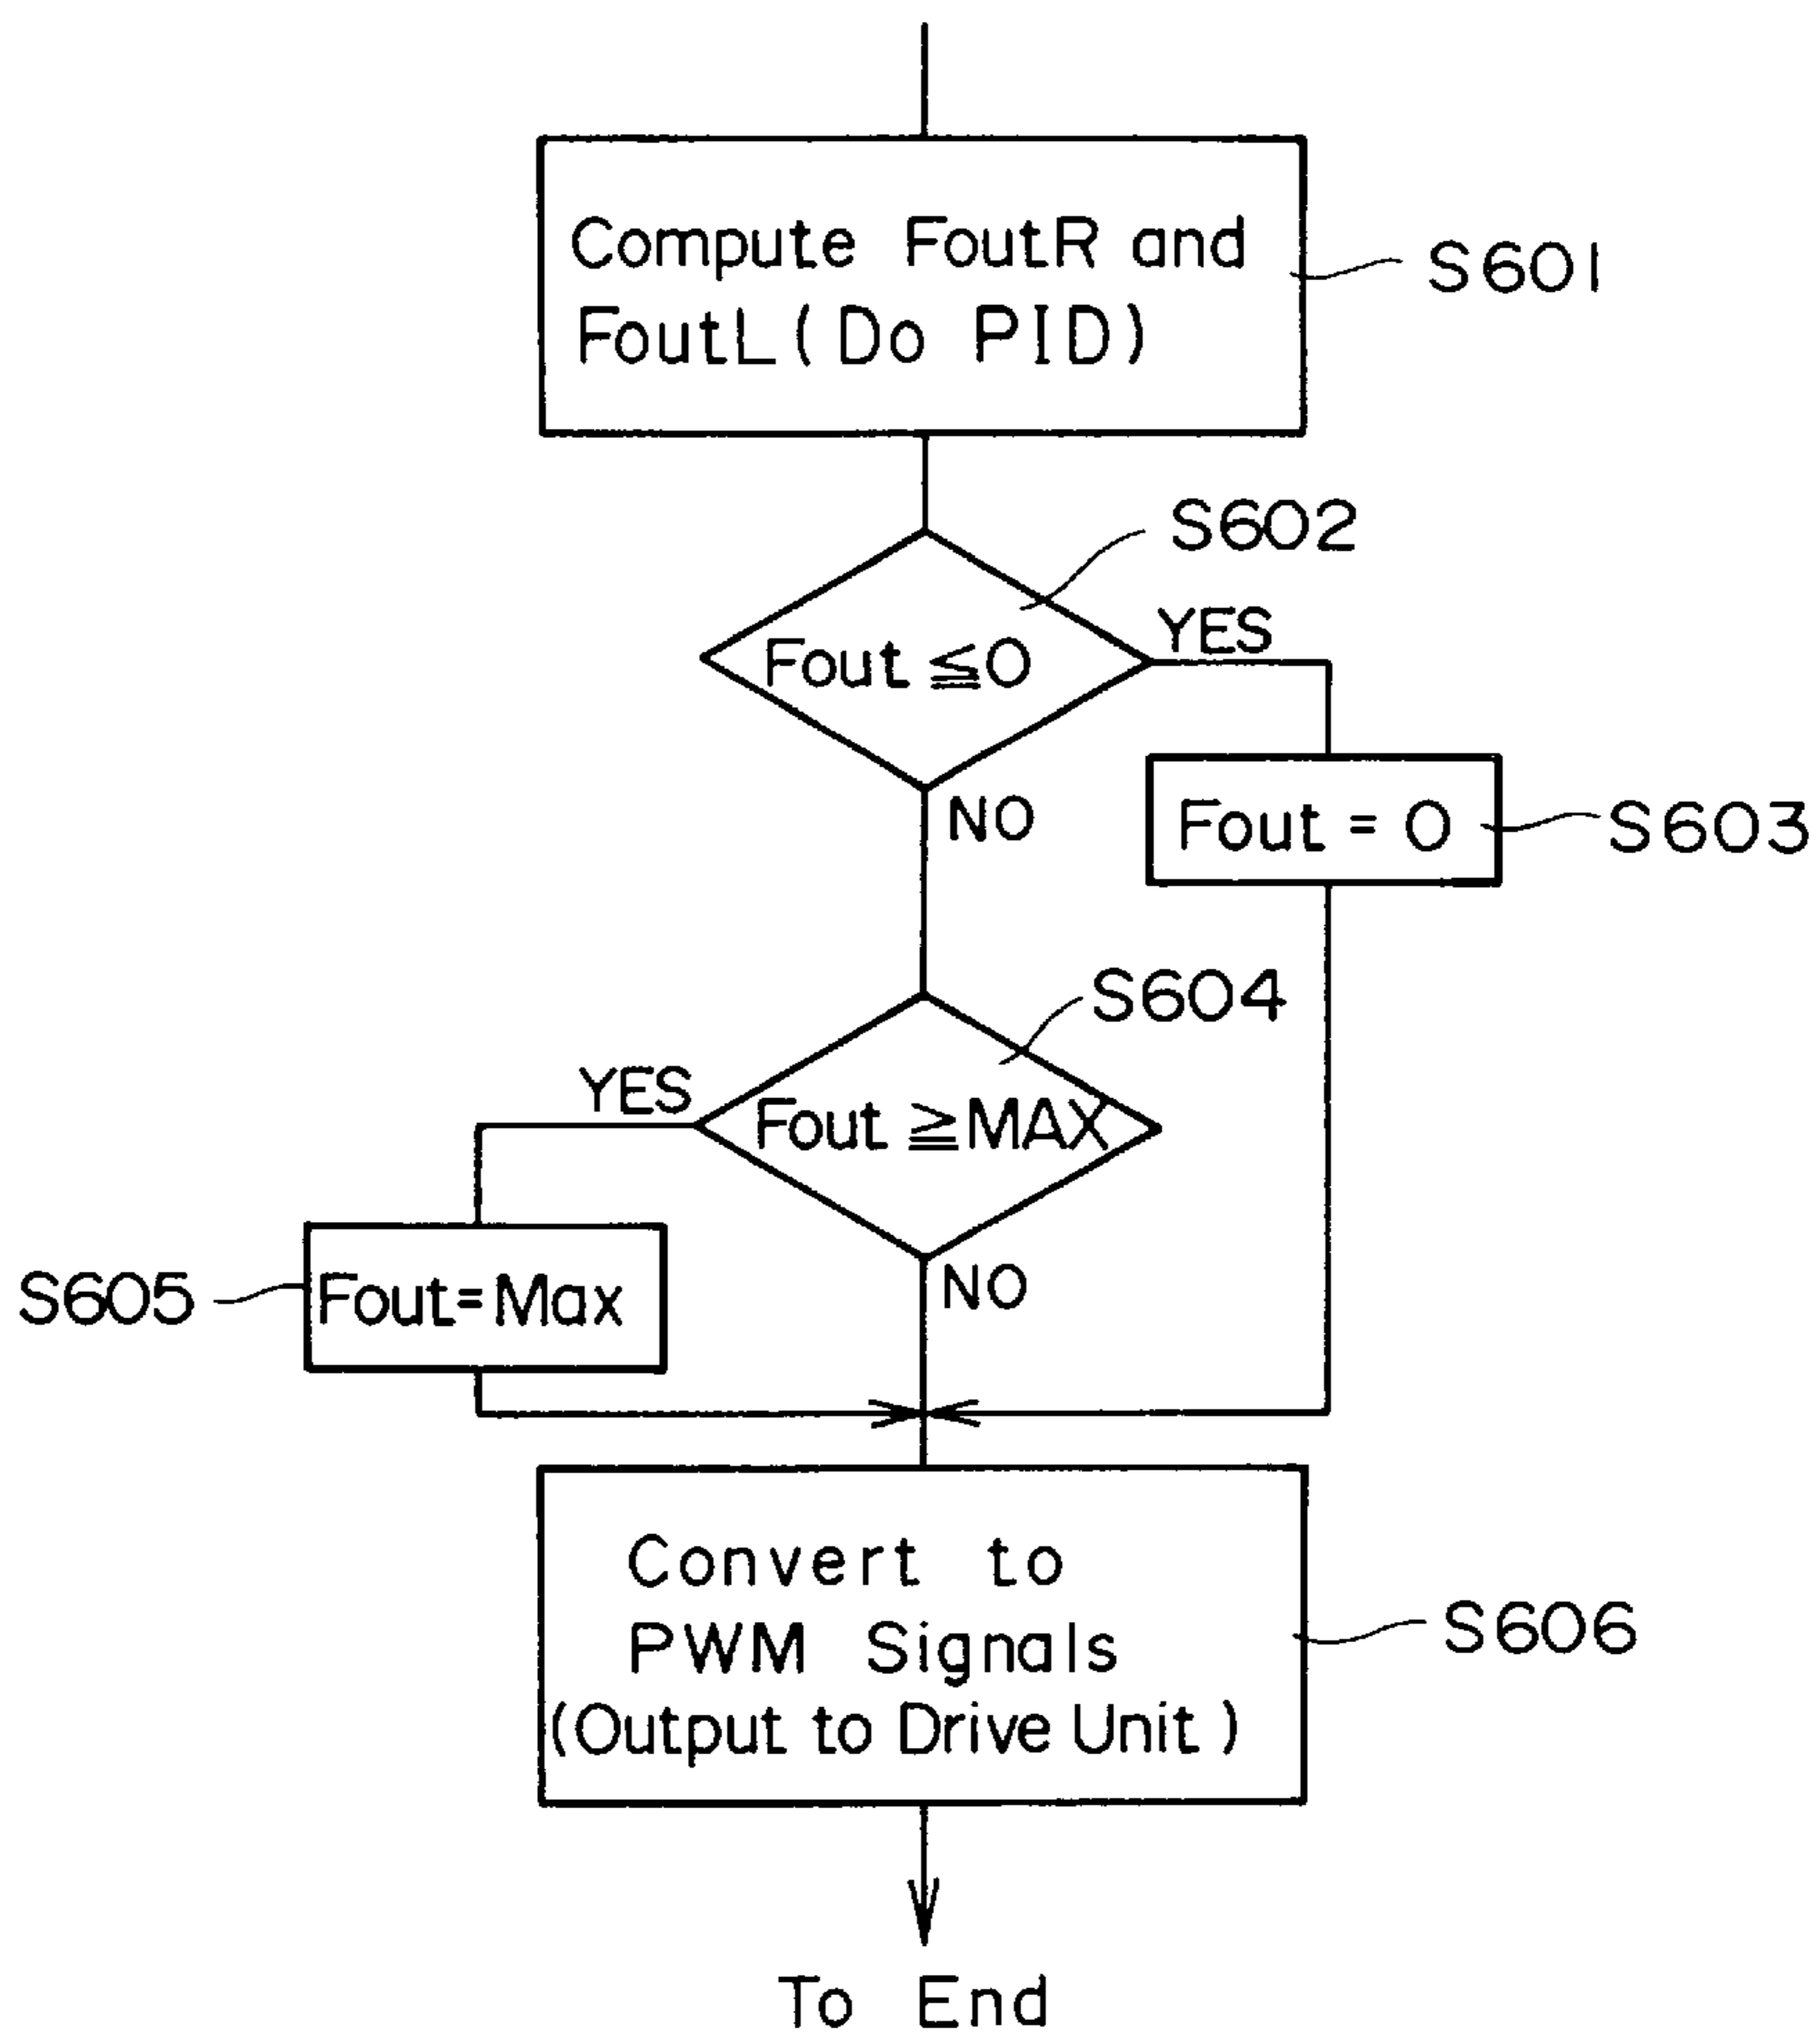 Compute FoutR and
FoutL (Do PID)
S601
S602
Fout ≦ 0
YES
NO
Fout = 0
S603
S604
YES
Fout ≧ MAX
NO
S605
Fout=Max
Convert to
PWM Signals
(Output to Drive Unit)
S606
To End